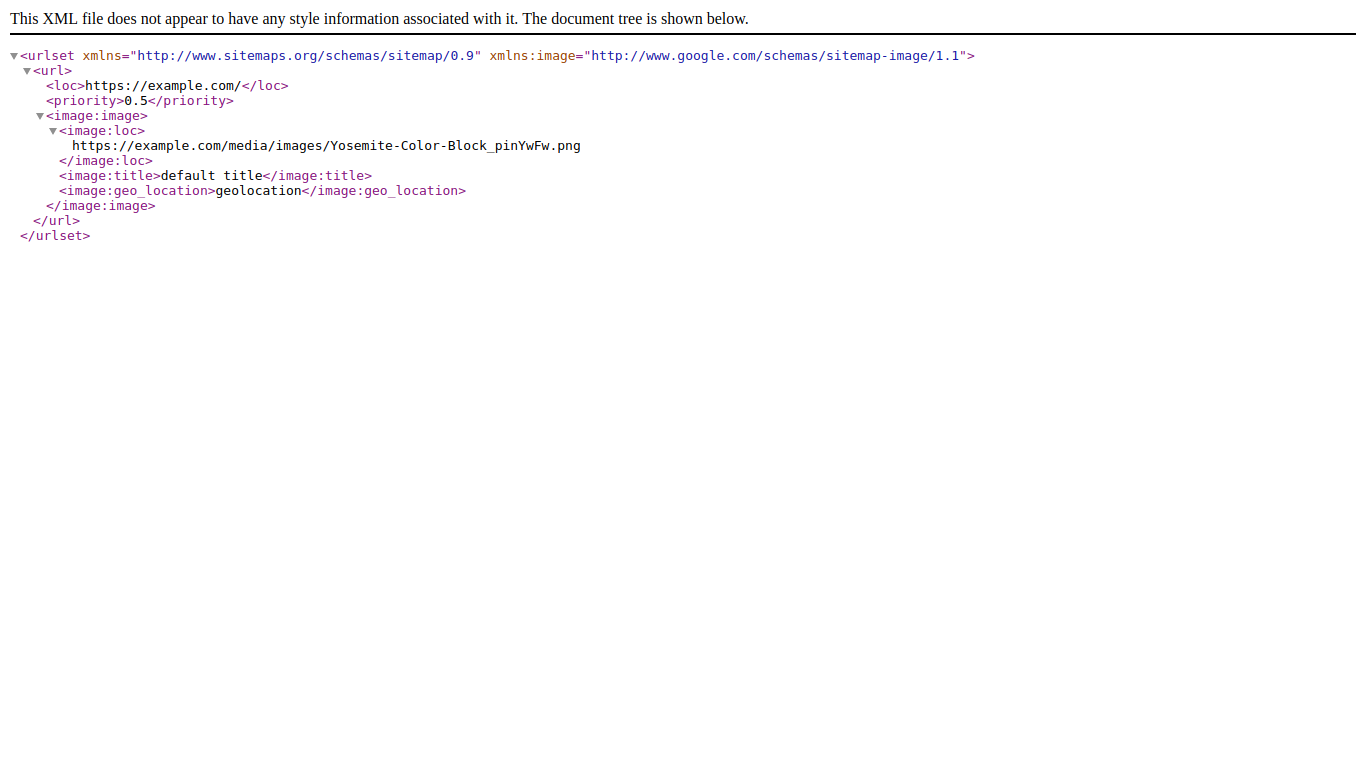 This XML file does not appear to have any style information associated with it. The document tree is shown below.
<urlset xmlns="http://www.sitemaps.org/schemas/sitemap/0.9" xmlns:image="http://www.google.com/schemas/sitemap-image/1.1">
<url>
<loc>https://example.com/</loc>
<priority>0.5</priority>
<image:image>
<image:loc>
https://example.com/media/images/Yosemite-Color-Block_pinYwFw.png
</image:loc>
<image:title>default title</image:title>
<image:geo_location>geolocation</image:geo_location>
</image:image>
</url>
</urlset>